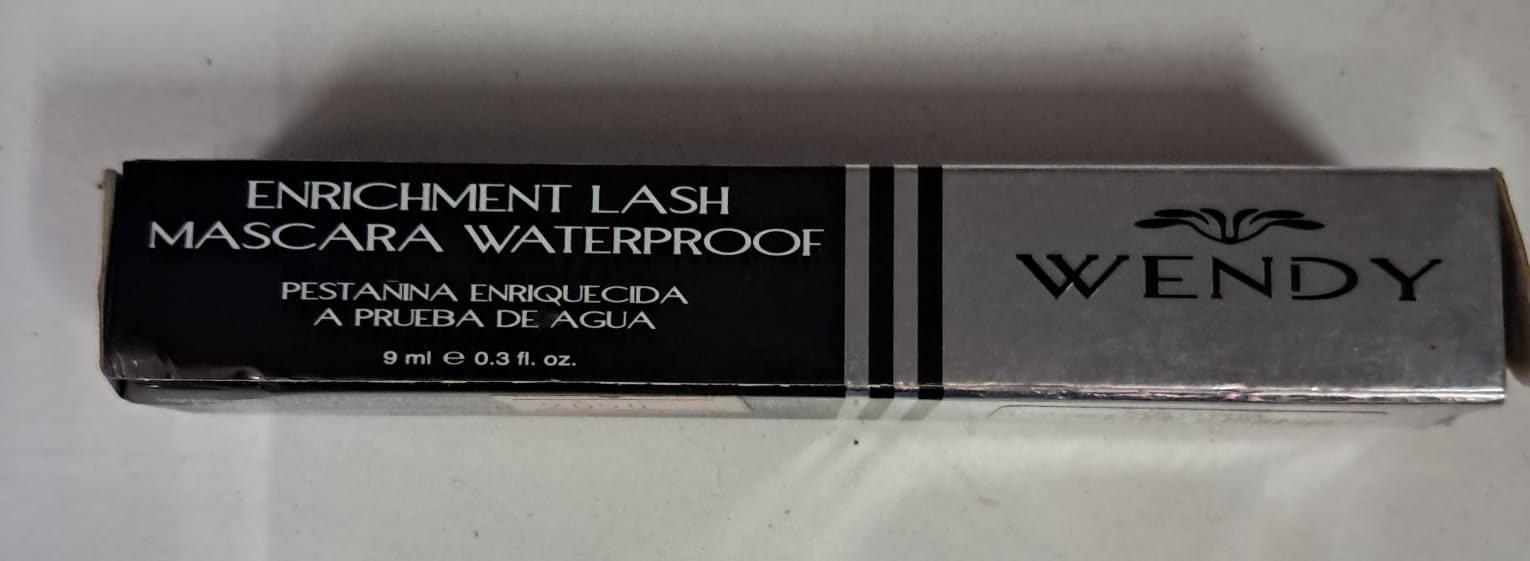 ENRICHMENT LASH
MASCARA WATERPROOF
PESTAÑINA ENRIQUECIDA
A PRUEBA DE AGUA
9 ml ℮ 0.3 fl. oz.
WENDY